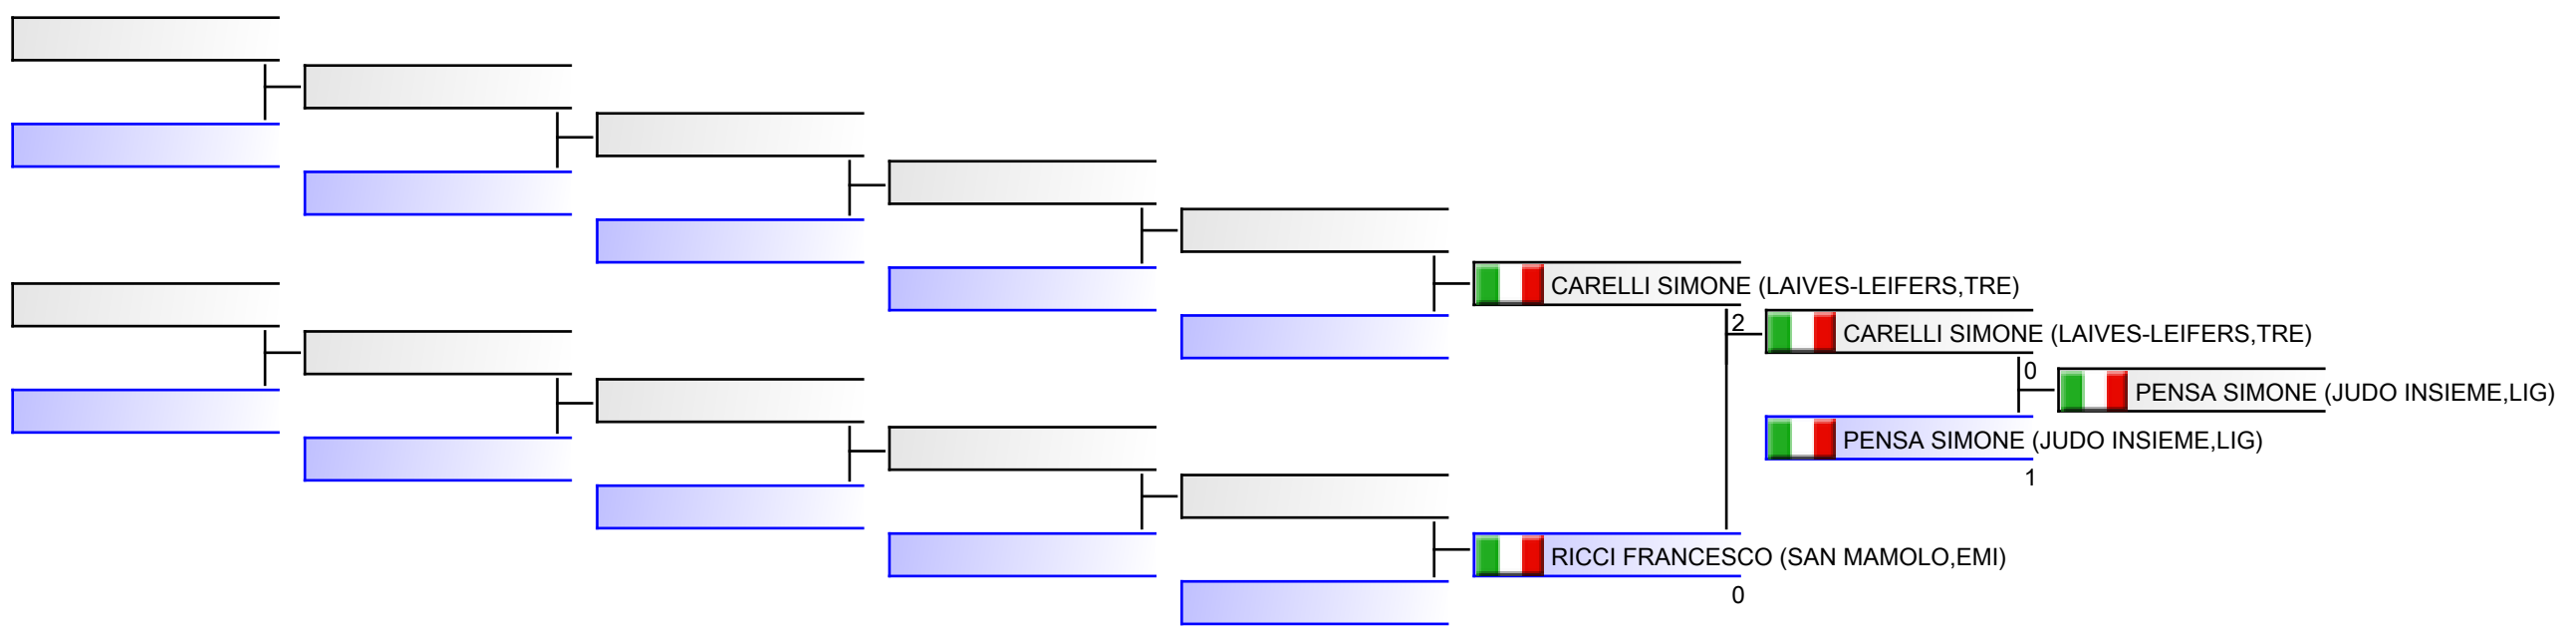 CARELLI SIMONE (LAIVES-LEIFERS,TRE)
2
CARELLI SIMONE (LAIVES-LEIFERS,TRE)
0
PENSA SIMONE (JUDO INSIEME,LIG)
PENSA SIMONE (JUDO INSIEME,LIG)
1
RICCI FRANCESCO (SAN MAMOLO,EMI)
0